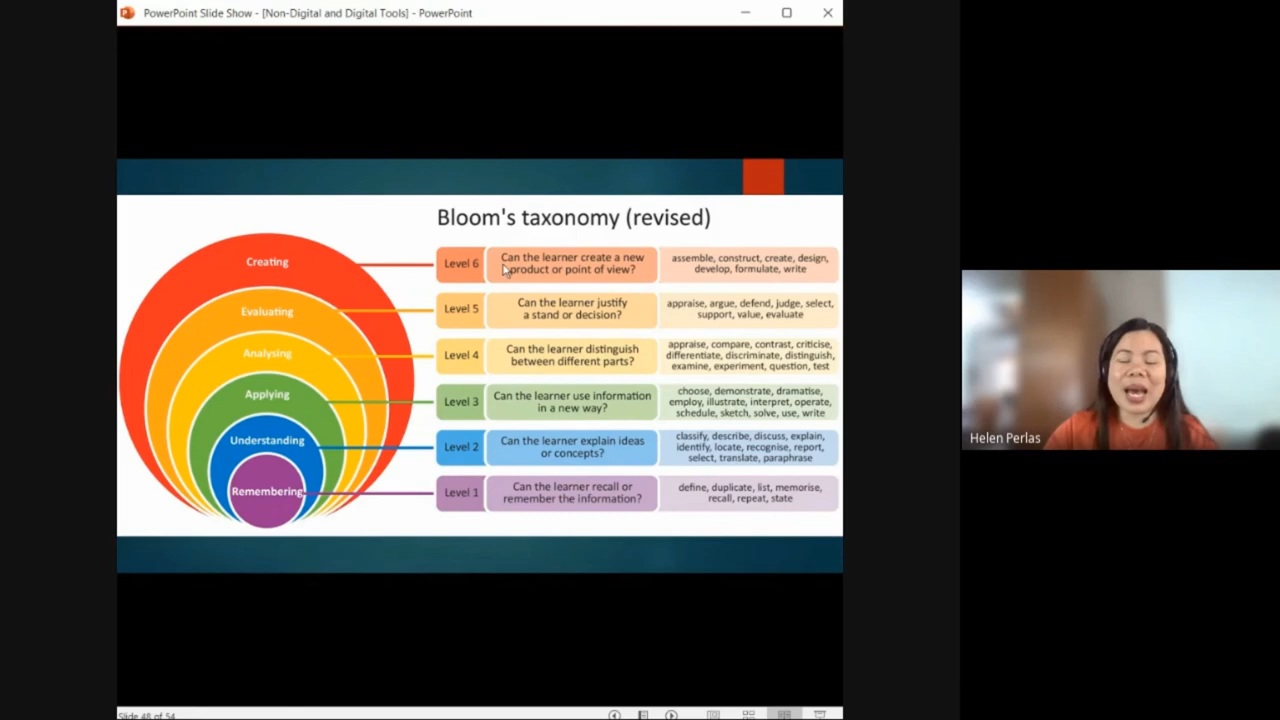 PowerPoint Slide Show - [Non-Digital and Digital Tools] - PowerPoint
Bloom's taxonomy (revised)
Creating
Level 6
Can the learner create a new
product or point of view?
assemble, construct, create, design,
develop, formulate, write
Evaluating
Level 5
Can the learner justify
a stand or decision?
appraise, argue, defend, judge, select,
support, value, evaluate
Analysing
Level 4
Can the learner distinguish
between different parts?
appraise, compare, contrast, criticise,
differentiate, discriminate, distinguish,
examine, experiment, question, test
Applying
Level 3
Can the learner use information
in a new way?
choose, demonstrate, dramatise,
employ, illustrate, interpret, operate,
schedule, sketch, solve, use, write
Understanding
Level 2
Can the learner explain ideas
or concepts?
classify, describe, discuss, explain,
identify, locate, recognise, report,
select, translate, paraphrase
Remembering
Level 1
Can the learner recall or
remember the information?
define, duplicate, list, memorise,
recall, repeat, state
Helen Perlas
Slide 48 of 54